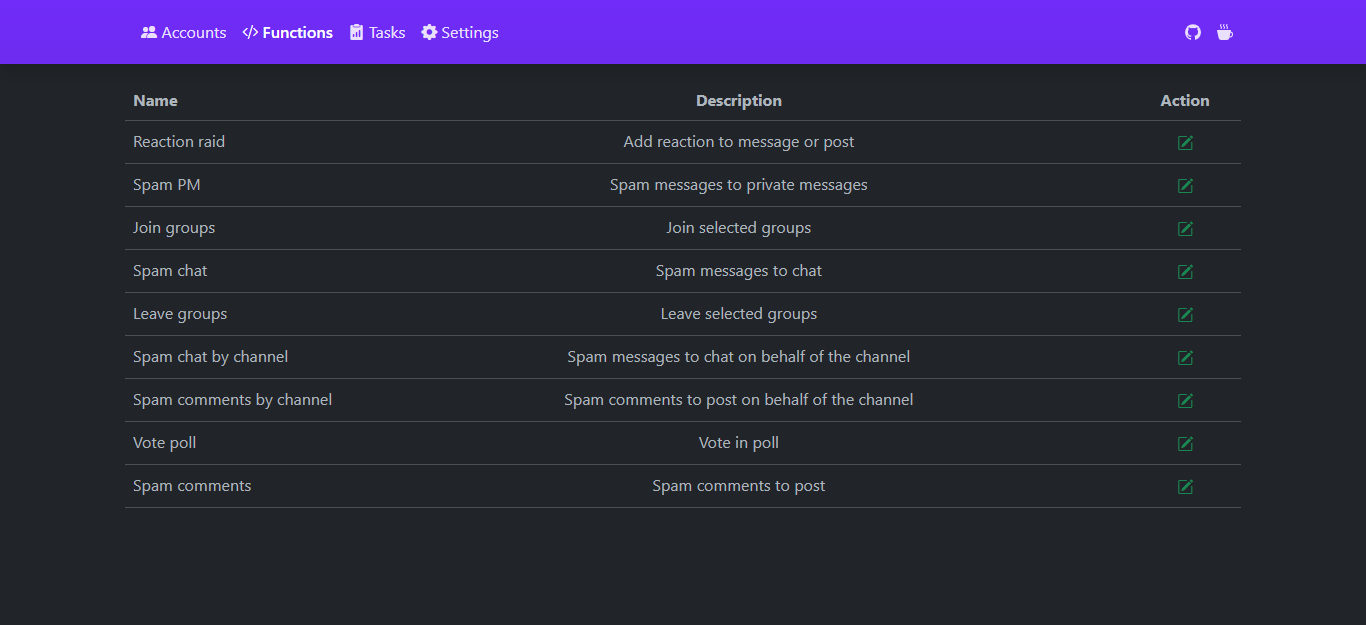 Accounts Functions Tasks Settings
Name Description Action
Reaction raid Add reaction to message or post
Spam PM Spam messages to private messages
Join groups Join selected groups
Spam chat Spam messages to chat
Leave groups Leave selected groups
Spam chat by channel Spam messages to chat on behalf of the channel
Spam comments by channel Spam comments to post on behalf of the channel
Vote poll Vote in poll
Spam comments Spam comments to post